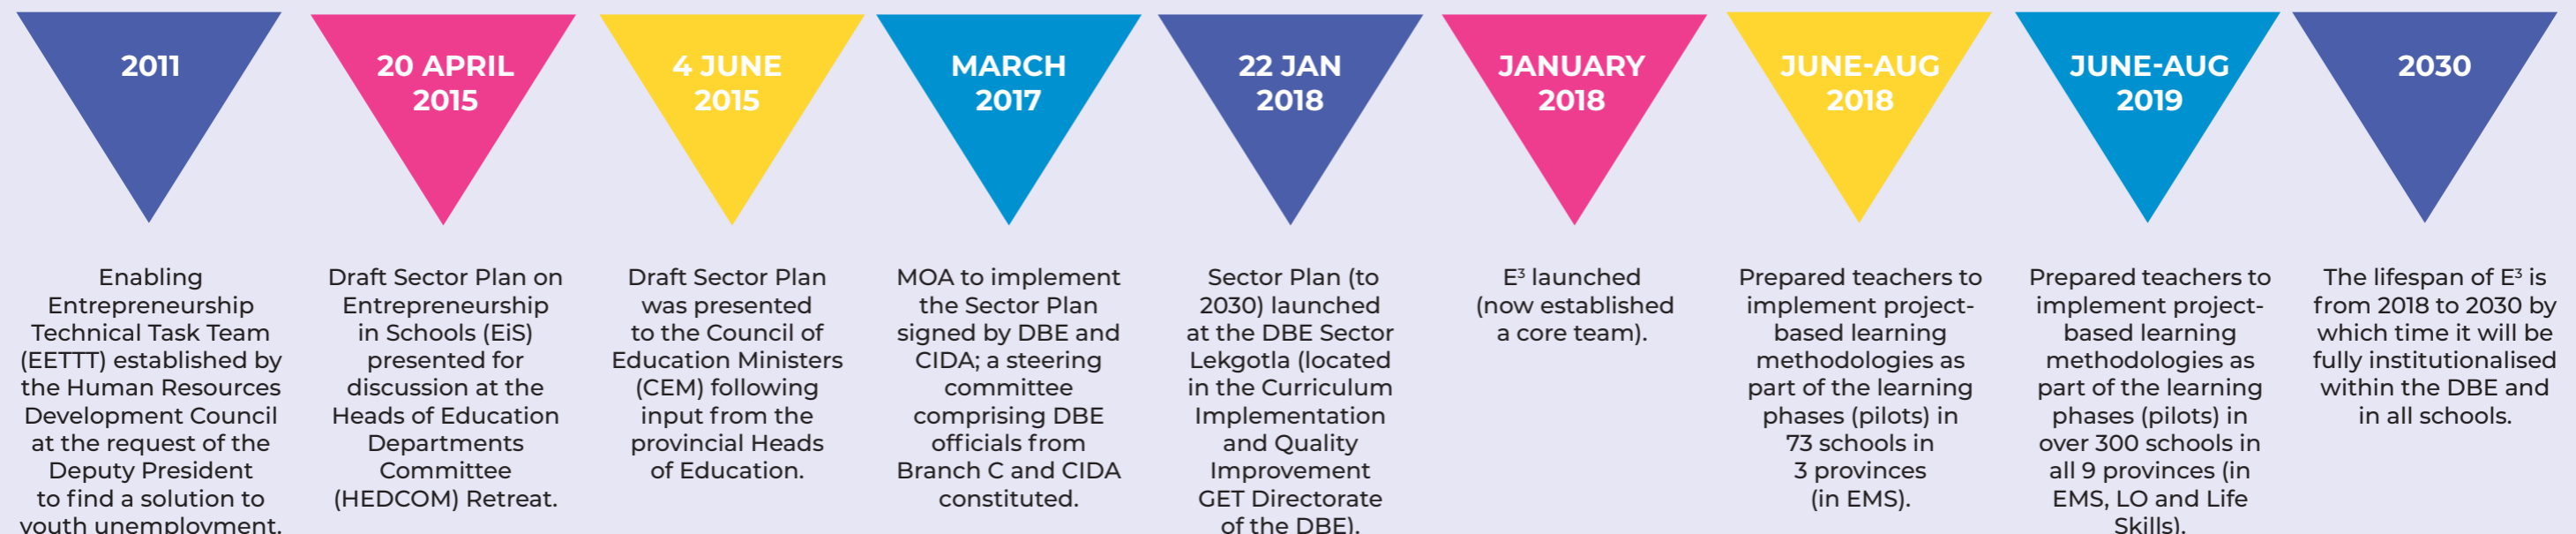 2011
Enabling
Entrepreneurship
Technical Task Team
(EETTT) established by
the Human Resources
Development Council
at the request of the
Deputy President
to find a solution to
youth unemployment.
20 APRIL
2015
Draft Sector Plan on
Entrepreneurship
in Schools (EiS)
presented for
discussion at the
Heads of Education
Departments
Committee
(HEDCOM) Retreat.
4 JUNE
2015
Draft Sector Plan
was presented
to the Council of
Education Ministers
(CEM) following
input from the
provincial Heads
of Education.
MARCH
2017
MOA to implement
the Sector Plan
signed by DBE and
CIDA; a steering
committee
comprising DBE
officials from
Branch C and CIDA
constituted.
22 JAN
2018
Sector Plan (to
2030) launched
at the DBE Sector
Lekgotla (located
in the Curriculum
Implementation
and Quality
Improvement
GET Directorate
of the DBE).
JANUARY
2018
E³ launched
(now established
a core team).
JUNE-AUG
2018
Prepared teachers to
implement project-
based learning
methodologies as
part of the learning
phases (pilots) in
73 schools in
3 provinces
(in EMS).
JUNE-AUG
2019
Prepared teachers to
implement project-
based learning
methodologies as
part of the learning
phases (pilots) in
over 300 schools in
all 9 provinces (in
EMS, LO and Life
Skills).
2030
The lifespan of E³ is
from 2018 to 2030 by
which time it will be
fully institutionalised
within the DBE and
in all schools.